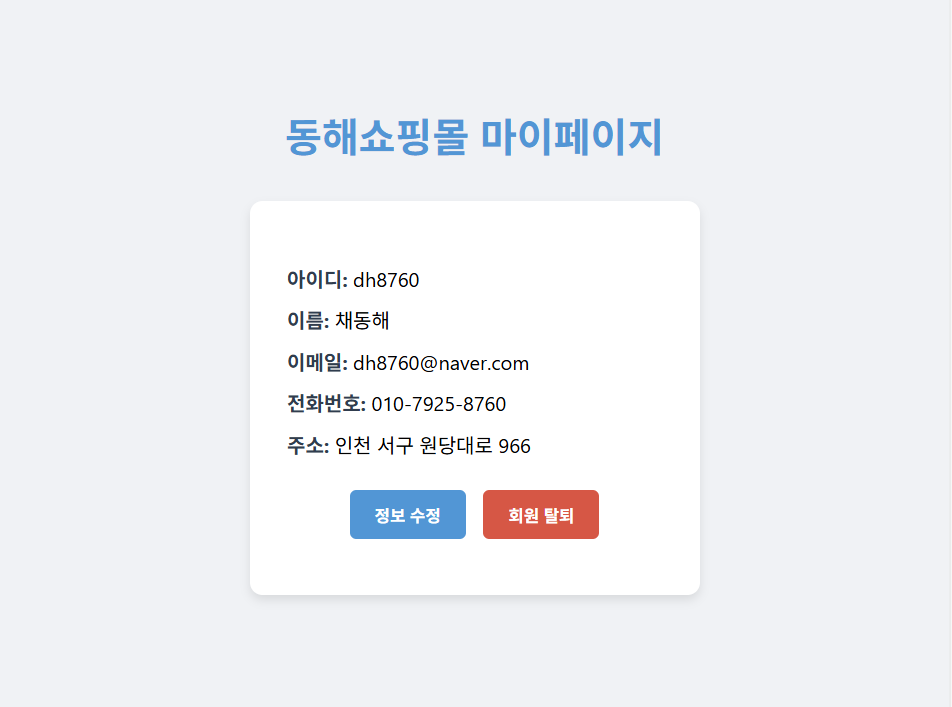 동해쇼핑몰 마이페이지
아이디: dh8760
이름: 채동해
이메일: dh8760@naver.com
전화번호: 010-7925-8760
주소: 인천 서구 원당대로 966
정보 수정 회원 탈퇴